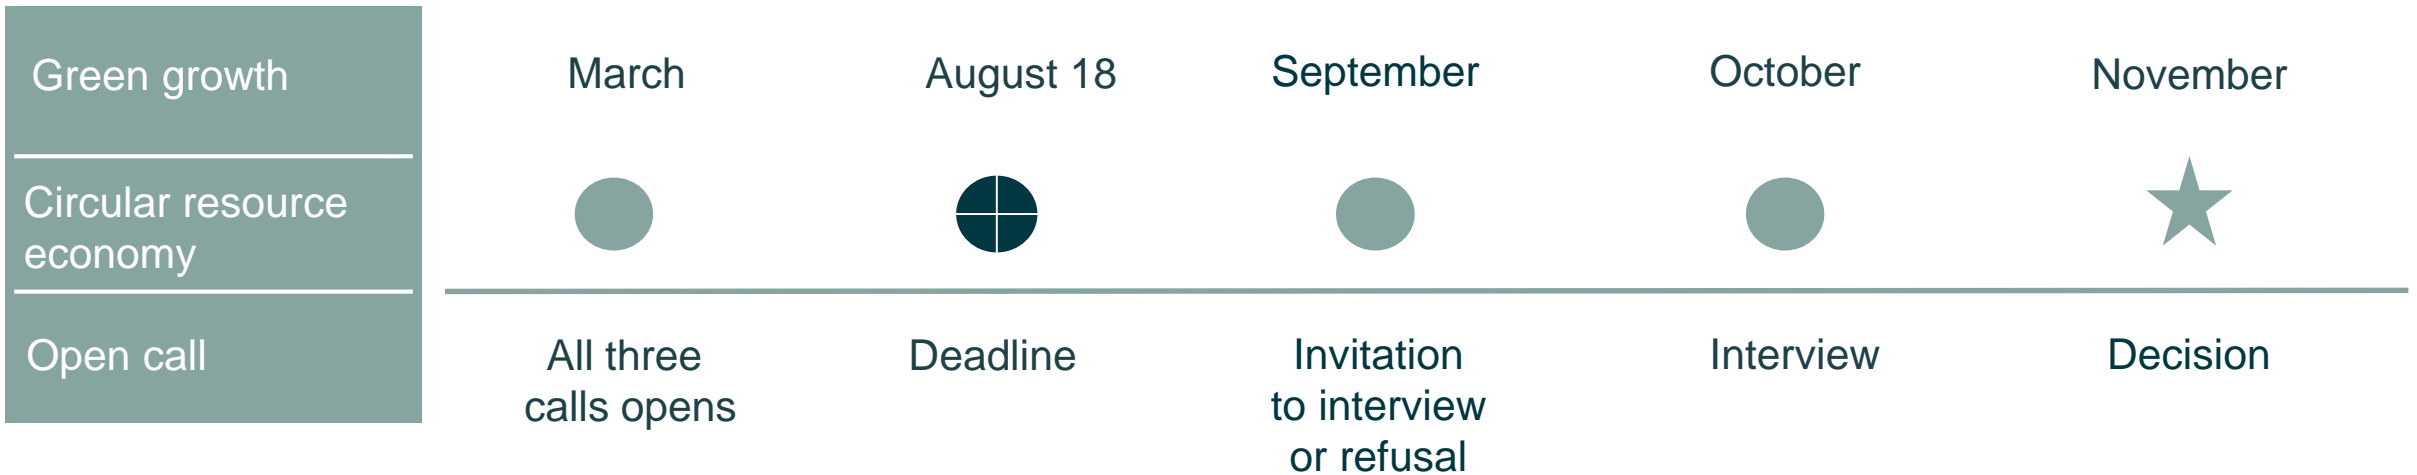 Green growth
Circular resource
economy
Open call
March
August 18
September
October
November
All three
calls opens
Deadline
Invitation
to interview
or refusal
Interview
Decision